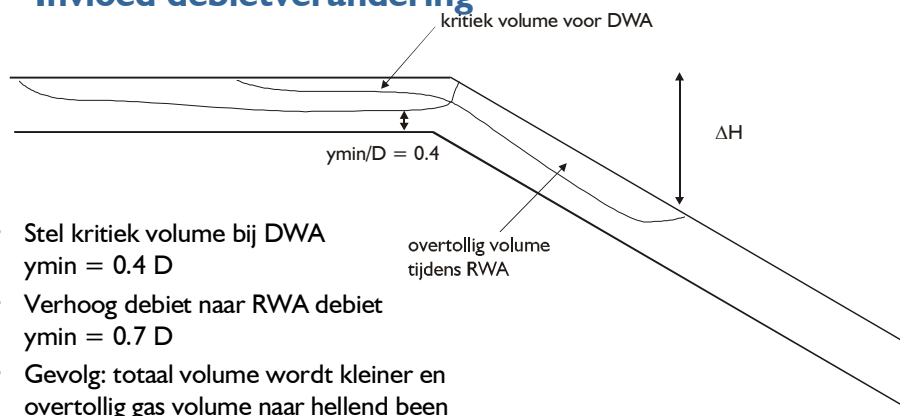 Invloed debietverandering
kritiek volume voor DWA
ΔH
ymin/D = 0.4
overtollig volume
tijdens RWA
Stel kritiek volume bij DWA
ymin = 0.4 D
Verhoog debiet naar RWA debiet
ymin = 0.7 D
Gevolg: totaal volume wordt kleiner en
overtollig gas volume naar hellend been